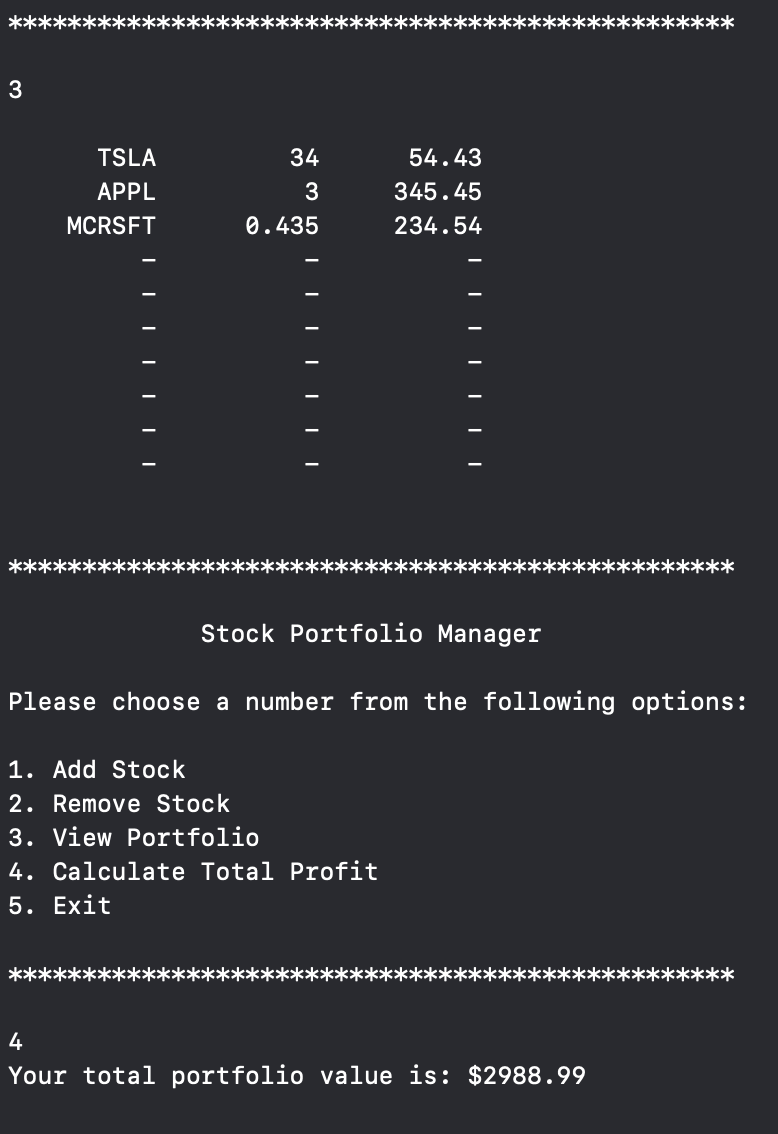 *************************************************
3
TSLA 34 54.43
APPL 3 345.45
MCRSFT 0.435 234.54
- - -
- - -
- - -
- - -
- - -
- - -
- - -
*************************************************
Stock Portfolio Manager
Please choose a number from the following options:
1. Add Stock
2. Remove Stock
3. View Portfolio
4. Calculate Total Profit
5. Exit
*************************************************
4
Your total portfolio value is: $2988.99